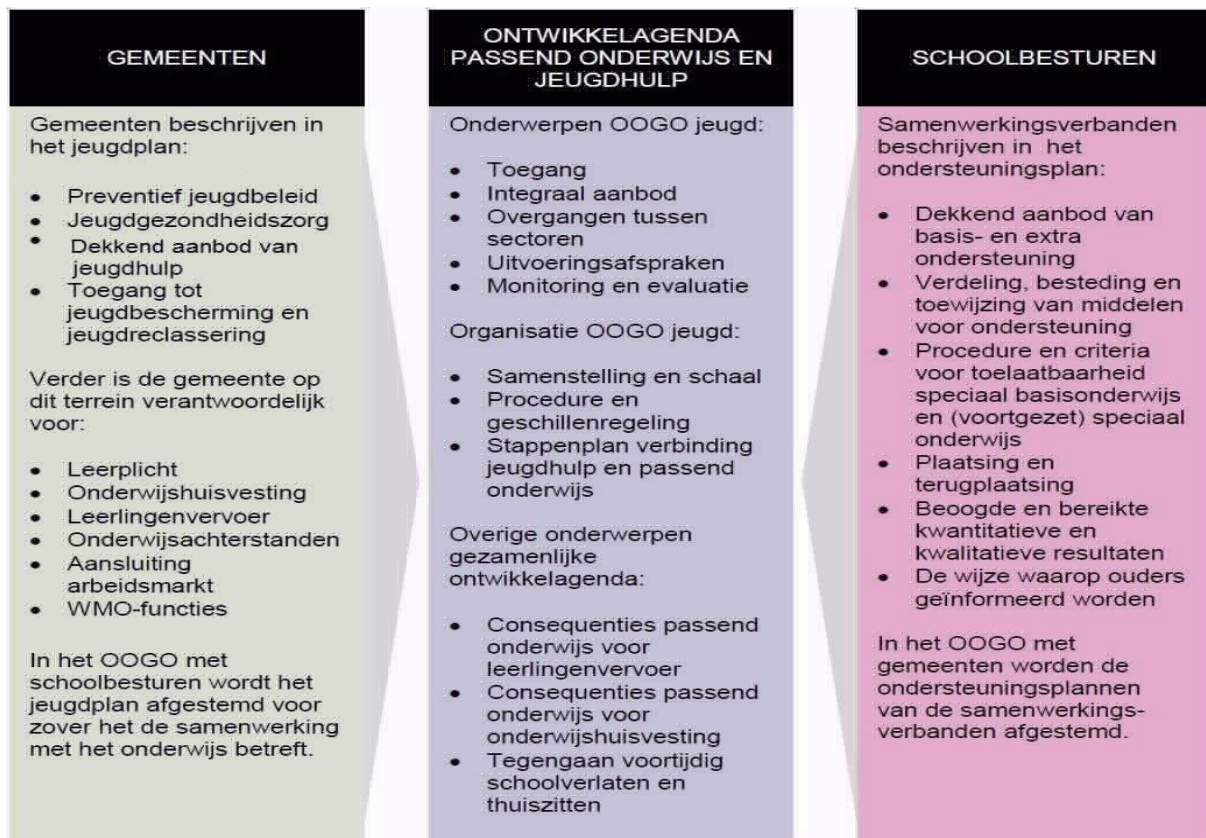 GEMEENTEN
Gemeenten beschrijven in
het jeugdplan:
• Preventief jeugdbeleid
• Jeugdgezondheidszorg
• Dekkend aanbod van
jeugdhulp
• Toegang tot
jeugdbescherming en
jeugdreclassering
Verder is de gemeente op
dit terrein verantwoordelijk
voor:
• Leerplicht
• Onderwijshuisvesting
• Leerlingenvervoer
• Onderwijsachterstanden
• Aansluiting
arbeidsmarkt
• WMO-functies
In het OOGO met
schoolbesturen wordt het
jeugdplan afgestemd voor
zover het de samenwerking
met het onderwijs betreft.
ONTWIKKELAGENDA
PASSEND ONDERWIJS EN
JEUGDHULP
Onderwerpen OOGO jeugd:
• Toegang
• Integraal aanbod
• Overgangen tussen
sectoren
• Uitvoeringsafspraken
• Monitoring en evaluatie
Organisatie OOGO jeugd:
• Samenstelling en schaal
• Procedure en
geschillenregeling
• Stappenplan verbinding
jeugdhulp en passend
onderwijs
Overige onderwerpen
gezamenlijke
ontwikkelagenda:
• Consequenties passend
onderwijs voor
leerlingenvervoer
• Consequenties passend
onderwijs voor
onderwijshuisvesting
• Tegengaan voortijdig
schoolverlaten en
thuiszitten
SCHOOLBESTUREN
Samenwerkingsverbanden
beschrijven in het
ondersteuningsplan:
• Dekkend aanbod van
basis- en extra
ondersteuning
• Verdeling, besteding en
toewijzing van middelen
voor ondersteuning
• Procedure en criteria
voor toelaatbaarheid
speciaal basisonderwijs
en (voortgezet) speciaal
onderwijs
• Plaatsing en
terugplaatsing
• Beoogde en bereikte
kwantitatieve en
kwalitatieve resultaten
• De wijze waarop ouders
geïnformeerd worden
In het OOGO met
gemeenten worden de
ondersteuningsplannen
van de samenwerkings-
verbanden afgestemd.